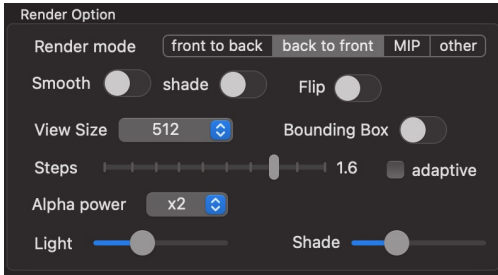 Render Option
Render mode front to back back to front MIP other
Smooth shade Flip
View Size 512 Bounding Box
Steps 1.6 adaptive
Alpha power x2
Light Shade